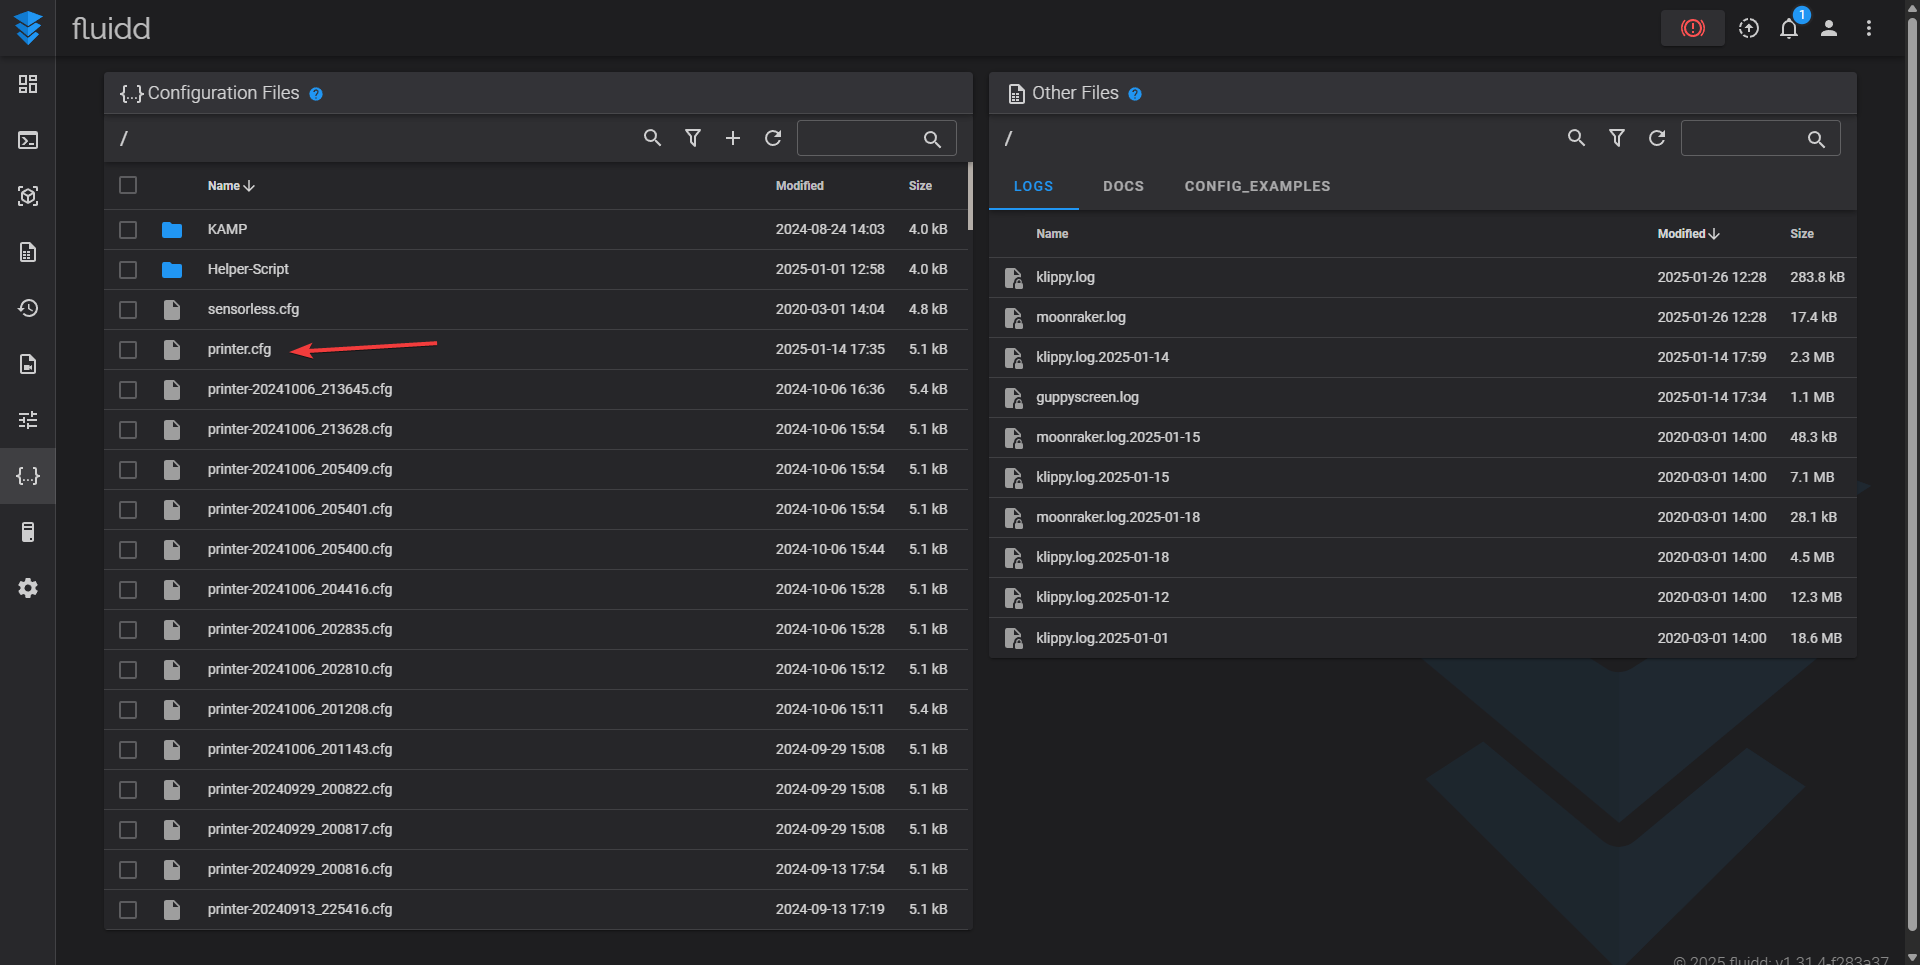 fluidd
1
{...} Configuration Files ?
/
Name Modified Size
KAMP 2024-08-24 14:03 4.0 kB
Helper-Script 2025-01-01 12:58 4.0 kB
sensorless.cfg 2020-03-01 14:04 4.8 kB
printer.cfg 2025-01-14 17:35 5.1 kB
printer-20241006_213645.cfg 2024-10-06 16:36 5.4 kB
printer-20241006_213628.cfg 2024-10-06 15:54 5.1 kB
printer-20241006_205409.cfg 2024-10-06 15:54 5.1 kB
printer-20241006_205401.cfg 2024-10-06 15:54 5.1 kB
printer-20241006_205400.cfg 2024-10-06 15:44 5.1 kB
printer-20241006_204416.cfg 2024-10-06 15:28 5.1 kB
printer-20241006_202835.cfg 2024-10-06 15:28 5.1 kB
printer-20241006_202810.cfg 2024-10-06 15:12 5.1 kB
printer-20241006_201208.cfg 2024-10-06 15:11 5.4 kB
printer-20241006_201143.cfg 2024-09-29 15:08 5.1 kB
printer-20240929_200822.cfg 2024-09-29 15:08 5.1 kB
printer-20240929_200817.cfg 2024-09-29 15:08 5.1 kB
printer-20240929_200816.cfg 2024-09-13 17:54 5.1 kB
printer-20240913_225416.cfg 2024-09-13 17:19 5.1 kB
Other Files ?
/
LOGS DOCS CONFIG_EXAMPLES
Name Modified Size
klippy.log 2025-01-26 12:28 283.8 kB
moonraker.log 2025-01-26 12:28 17.4 kB
klippy.log.2025-01-14 2025-01-14 17:59 2.3 MB
guppyscreen.log 2025-01-14 17:34 1.1 MB
moonraker.log.2025-01-15 2020-03-01 14:00 48.3 kB
klippy.log.2025-01-15 2020-03-01 14:00 7.1 MB
moonraker.log.2025-01-18 2020-03-01 14:00 28.1 kB
klippy.log.2025-01-18 2020-03-01 14:00 4.5 MB
klippy.log.2025-01-12 2020-03-01 14:00 12.3 MB
klippy.log.2025-01-01 2020-03-01 14:00 18.6 MB
© 2025 fluidd: v1.31.4-f283a37